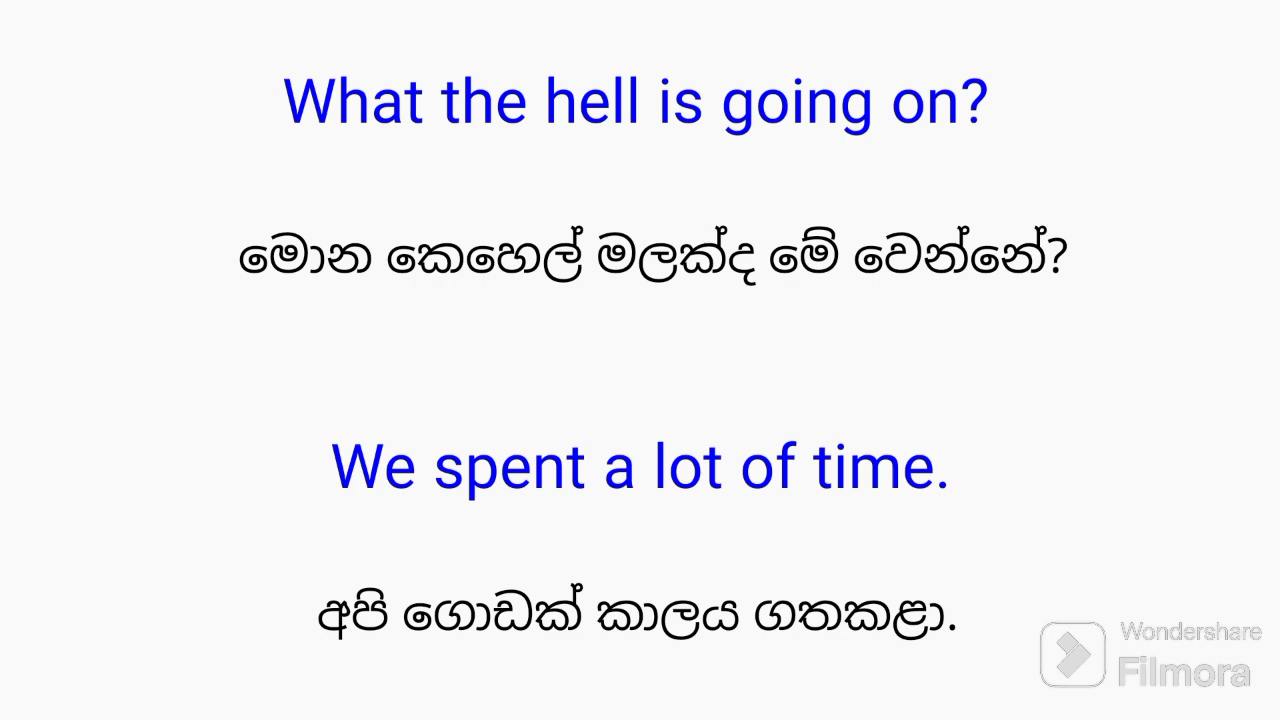 What the hell is going on?
මොන කෙහෙල් මලක්ද මේ වෙන්නේ?
We spent a lot of time.
අපි ගොඩක් කාලය ගතකළා.
Wondershare
Filmora